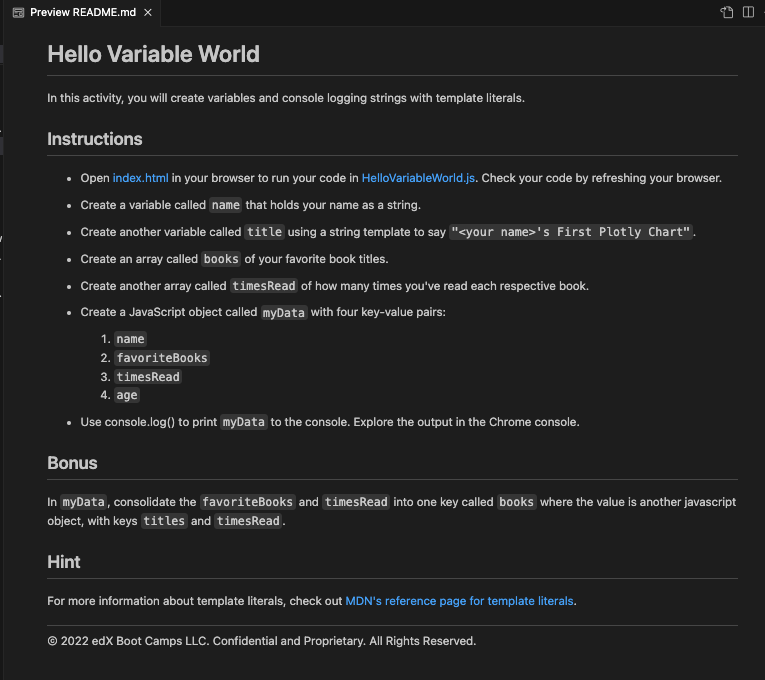 Preview README.md
Hello Variable World
In this activity, you will create variables and console logging strings with template literals.
Instructions
• Open index.html in your browser to run your code in HelloVariableWorld.js. Check your code by refreshing your browser.
• Create a variable called name that holds your name as a string.
• Create another variable called title using a string template to say "<your name>'s First Plotly Chart".
• Create an array called books of your favorite book titles.
• Create another array called timesRead of how many times you've read each respective book.
• Create a JavaScript object called myData with four key-value pairs:
1. name
2. favoriteBooks
3. timesRead
4. age
• Use console.log() to print myData to the console. Explore the output in the Chrome console.
Bonus
In myData, consolidate the favoriteBooks and timesRead into one key called books where the value is another javascript
object, with keys titles and timesRead.
Hint
For more information about template literals, check out MDN's reference page for template literals.
© 2022 edX Boot Camps LLC. Confidential and Proprietary. All Rights Reserved.